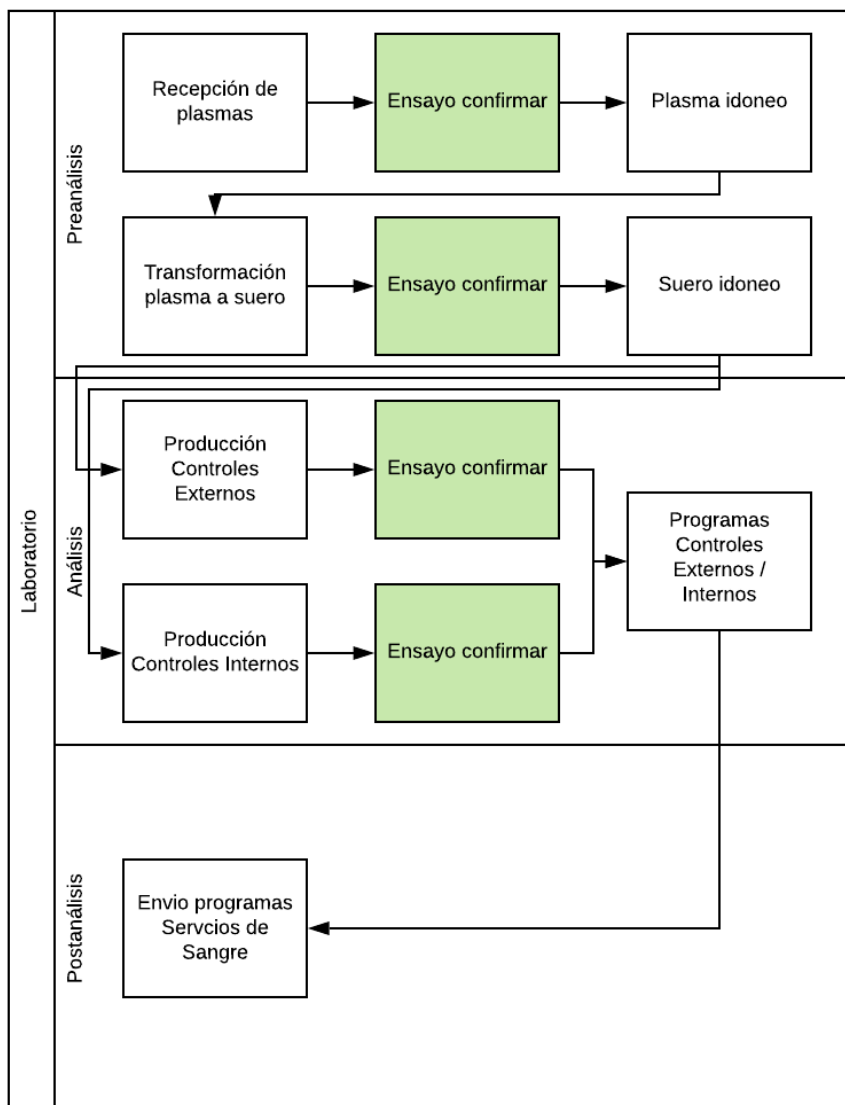 Laboratorio
Preanálisis
Recepción de
plasmas
Ensayo confirmar
Plasma idoneo
Transformación
plasma a suero
Ensayo confirmar
Suero idoneo
Análisis
Producción
Controles
Externos
Ensayo confirmar
Producción
Controles Internos
Ensayo confirmar
Programas
Controles
Externos /
Internos
Postanálisis
Envio programas
Servcios de
Sangre